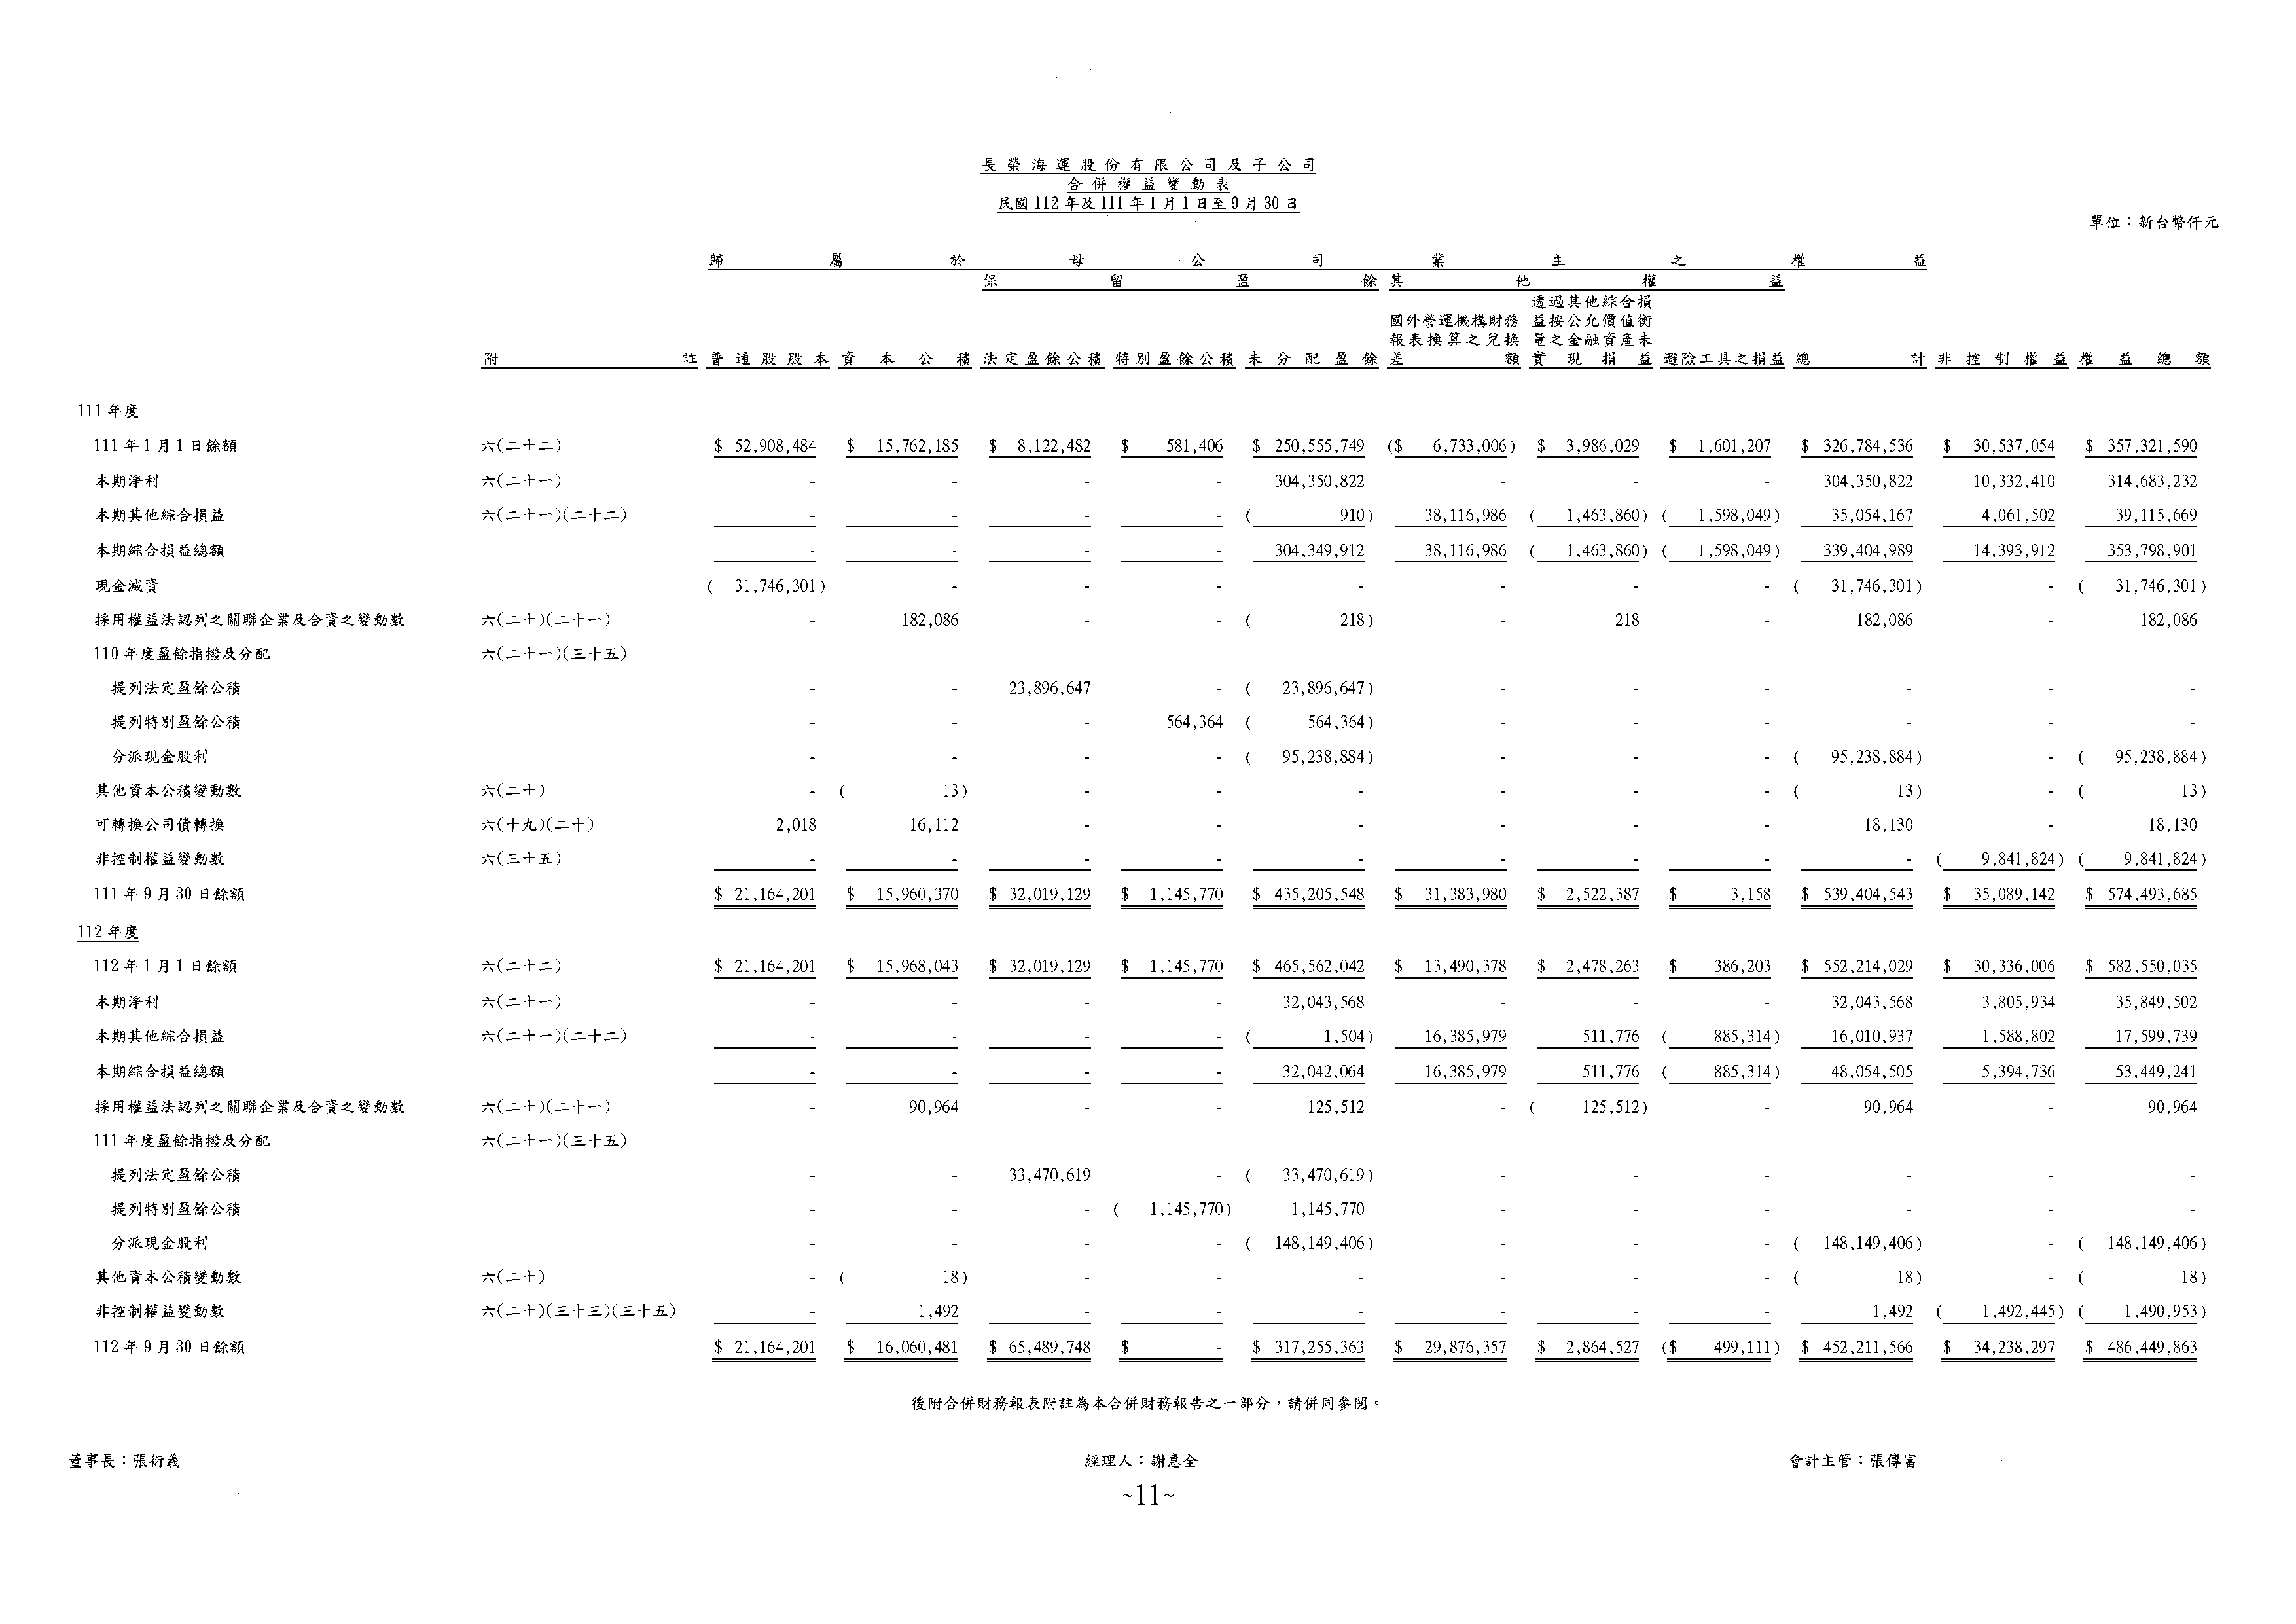 長榮海運股份有限公司及子公司
合併權益變動表
民國112年及111年1月1日至9月30日
單位：新台幣仟元
歸屬於母公司業主之權益
保留盈餘 其他權益
附註 普通股股本 資本公積 法定盈餘公積 特別盈餘公積 未分配盈餘 國外營運機構財務報表換算之兌換差額 透過其他綜合損益按公允價值衡量之金融資產未實現損益 避險工具之損益 總計 非控制權益 權益總額
111年度
111年1月1日餘額 六(二十二) $ 52,908,484 $ 15,762,185 $ 8,122,482 $ 581,406 $ 250,555,749 ($ 6,733,006) $ 3,986,029 $ 1,601,207 $ 326,784,536 $ 30,537,054 $ 357,321,590
本期淨利 六(二十一) - - - - 304,350,822 - - - 304,350,822 10,332,410 314,683,232
本期其他綜合損益 六(二十一)(二十二) - - - - ( 910) 38,116,986 ( 1,463,860) ( 1,598,049) 35,054,167 4,061,502 39,115,669
本期綜合損益總額 - - - - 304,349,912 38,116,986 ( 1,463,860) ( 1,598,049) 339,404,989 14,393,912 353,798,901
現金減資 ( 31,746,301) - - - - - - - ( 31,746,301) - ( 31,746,301)
採用權益法認列之關聯企業及合資之變動數 六(二十)(二十一) - 182,086 - - ( 218) - 218 - 182,086 - 182,086
110年度盈餘指撥及分配 六(二十一)(三十五)
提列法定盈餘公積 - - 23,896,647 - ( 23,896,647) - - - - - -
提列特別盈餘公積 - - - 564,364 ( 564,364) - - - - - -
分派現金股利 - - - - ( 95,238,884) - - - ( 95,238,884) - ( 95,238,884)
其他資本公積變動數 六(二十) - ( 13) - - - - - - ( 13) - ( 13)
可轉換公司債轉換 六(十九)(二十) 2,018 16,112 - - - - - - 18,130 - 18,130
非控制權益變動數 六(三十五) - - - - - - - - - ( 9,841,824) ( 9,841,824)
111年9月30日餘額 $ 21,164,201 $ 15,960,370 $ 32,019,129 $ 1,145,770 $ 435,205,548 $ 31,383,980 $ 2,522,387 $ 3,158 $ 539,404,543 $ 35,089,142 $ 574,493,685
112年度
112年1月1日餘額 六(二十二) $ 21,164,201 $ 15,968,043 $ 32,019,129 $ 1,145,770 $ 465,562,042 $ 13,490,378 $ 2,478,263 $ 386,203 $ 552,214,029 $ 30,336,006 $ 582,550,035
本期淨利 六(二十一) - - - - 32,043,568 - - - 32,043,568 3,805,934 35,849,502
本期其他綜合損益 六(二十一)(二十二) - - - - ( 1,504) 16,385,979 511,776 ( 885,314) 16,010,937 1,588,802 17,599,739
本期綜合損益總額 - - - - 32,042,064 16,385,979 511,776 ( 885,314) 48,054,505 5,394,736 53,449,241
採用權益法認列之關聯企業及合資之變動數 六(二十)(二十一) - 90,964 - - 125,512 - ( 125,512) - 90,964 - 90,964
111年度盈餘指撥及分配 六(二十一)(三十五)
提列法定盈餘公積 - - 33,470,619 - ( 33,470,619) - - - - - -
提列特別盈餘公積 - - - ( 1,145,770) 1,145,770 - - - - - -
分派現金股利 - - - - ( 148,149,406) - - - ( 148,149,406) - ( 148,149,406)
其他資本公積變動數 六(二十) - ( 18) - - - - - - ( 18) - ( 18)
非控制權益變動數 六(二十)(三十三)(三十五) - 1,492 - - - - - - 1,492 ( 1,492,445) ( 1,490,953)
112年9月30日餘額 $ 21,164,201 $ 16,060,481 $ 65,489,748 $ - $ 317,255,363 $ 29,876,357 $ 2,864,527 ($ 499,111) $ 452,211,566 $ 34,238,297 $ 486,449,863
後附合併財務報表附註為本合併財務報告之一部分，請併同參閱。
董事長：張衍義 經理人：謝惠全 會計主管：張傳富
~11~